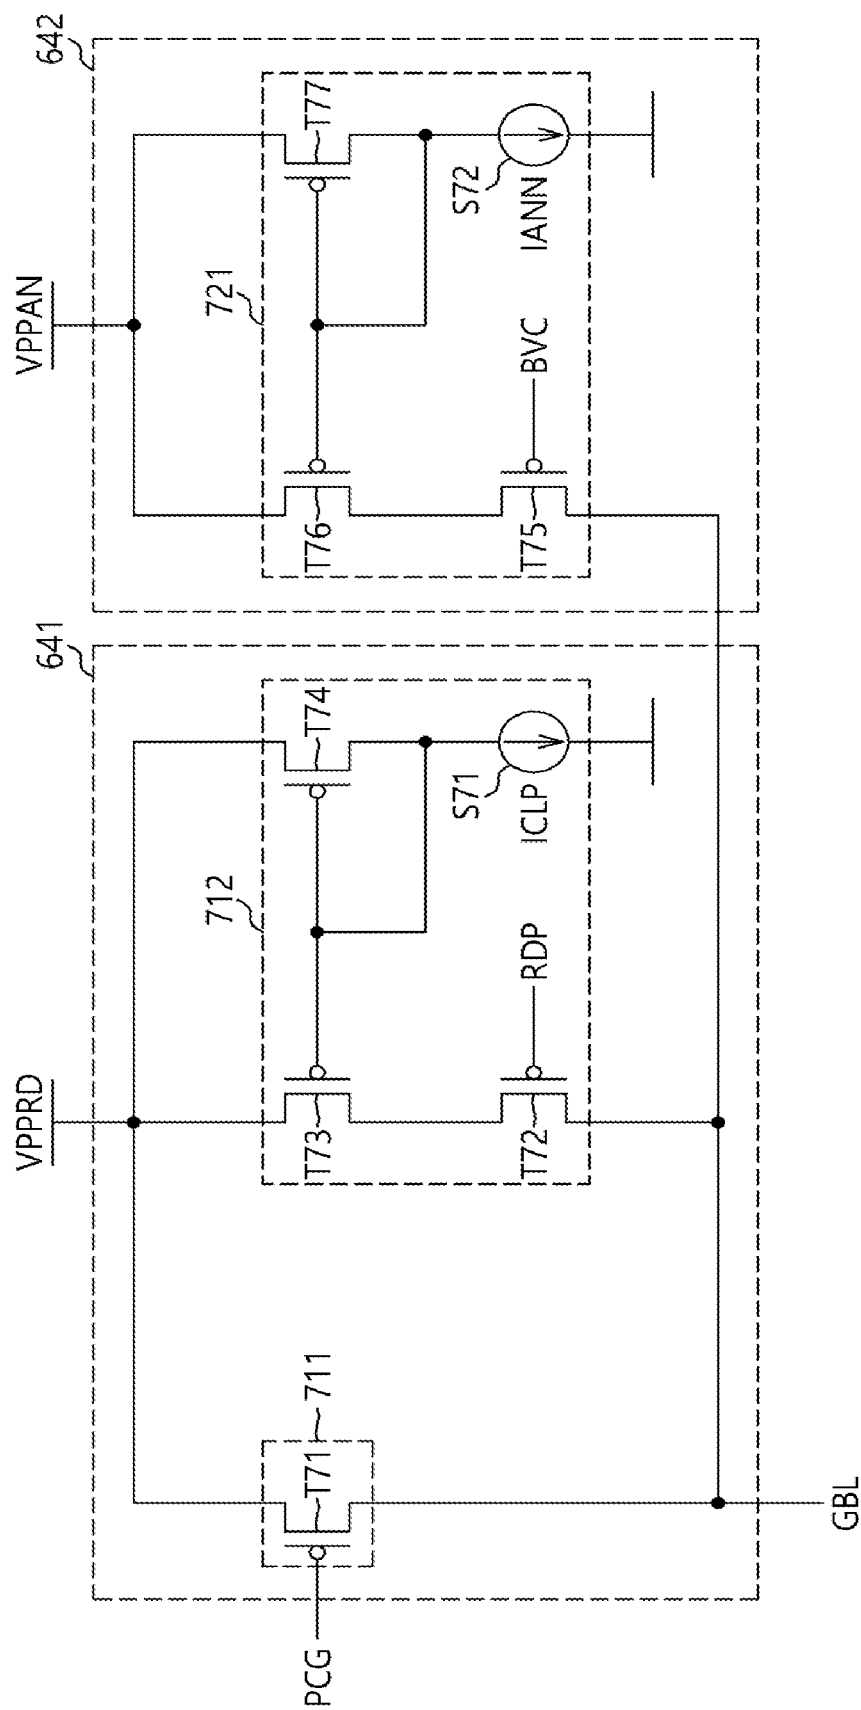 642
VPPAN
721
T77
T76
S72
IANN
BVC
T75
641
VPPRD
712
T74
T73
S71
ICLP
RDP
T72
711
T71
PCG
GBL